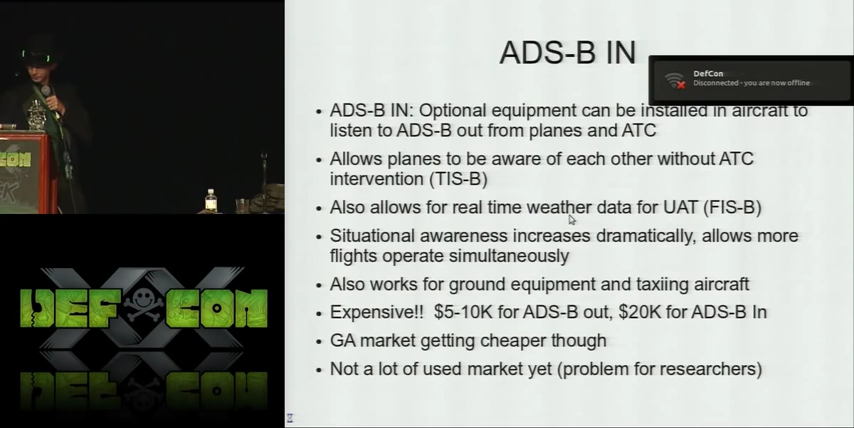 ADS-B IN
DefCon
Disconnected - you are now offline
• ADS-B IN: Optional equipment can be installed in aircraft to
listen to ADS-B out from planes and ATC
• Allows planes to be aware of each other without ATC
intervention (TIS-B)
• Also allows for real time weather data for UAT (FIS-B)
• Situational awareness increases dramatically, allows more
flights operate simultaneously
• Also works for ground equipment and taxiing aircraft
• Expensive!! $5-10K for ADS-B out, $20K for ADS-B In
• GA market getting cheaper though
• Not a lot of used market yet (problem for researchers)
CON
XX
DEF CON